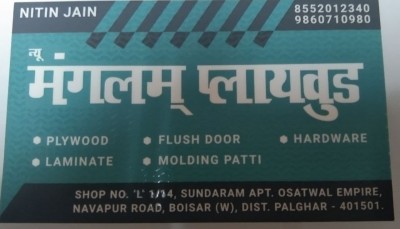 NITIN JAIN
8552012340
9860710980
न्यू
मंगलम् प्लायवुड
PLYWOOD FLUSH DOOR HARDWARE
LAMINATE MOLDING PATTI
SHOP NO. 'L' 1/14, SUNDARAM APT. OSATWAL EMPIRE,
NAVAPUR ROAD, BOISAR (W), DIST. PALGHAR - 401501.